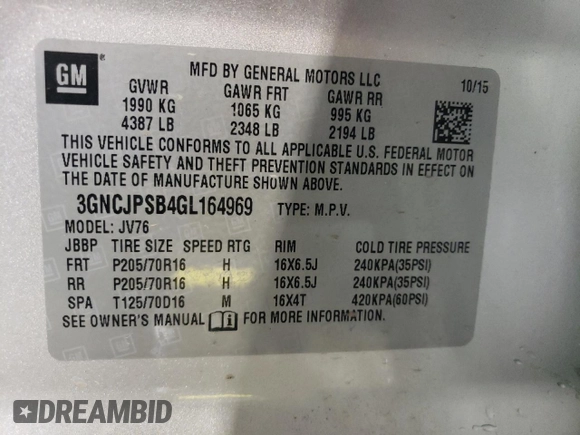 GM
MFD BY GENERAL MOTORS LLC 10/15
GVWR GAWR FRT GAWR RR
1990 KG 1065 KG 995 KG
4387 LB 2348 LB 2194 LB
THIS VEHICLE CONFORMS TO ALL APPLICABLE U.S. FEDERAL MOTOR
VEHICLE SAFETY AND THEFT PREVENTION STANDARDS IN EFFECT ON
THE DATE OF MANUFACTURE SHOWN ABOVE.
3GNCJPSB4GL164969 TYPE: M.P.V.
MODEL: JV76
JBBP TIRE SIZE SPEED RTG RIM COLD TIRE PRESSURE
FRT P205/70R16 H 16X6.5J 240KPA(35PSI)
RR P205/70R16 H 16X6.5J 240KPA(35PSI)
SPA T125/70D16 M 16X4T 420KPA(60PSI)
SEE OWNER'S MANUAL FOR MORE INFORMATION.
DREAMBID